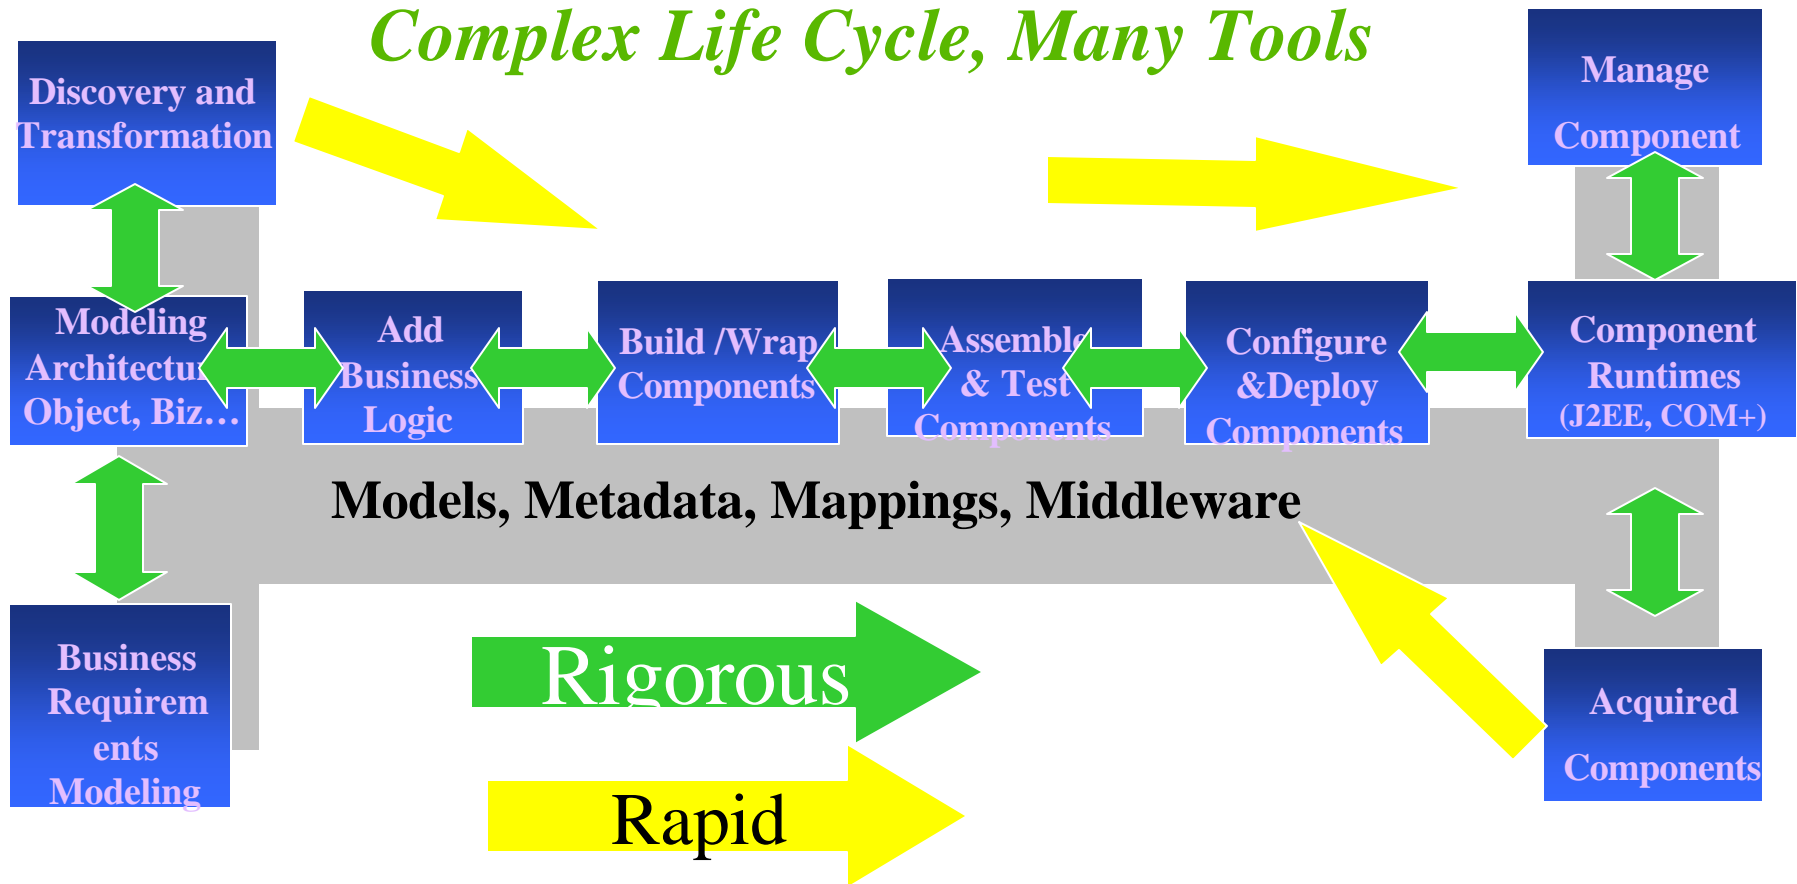 Complex Life Cycle, Many Tools
Discovery and
Transformation
Manage
Component
Modeling
Architectur
Object, Biz…
Add
Business
Logic
Build /Wrap
Components
Assemble
& Test
Components
Configure
&Deploy
Components
Component
Runtimes
(J2EE, COM+)
Models, Metadata, Mappings, Middleware
Business
Requirem
ents
Modeling
Rigorous
Rapid
Acquired
Components